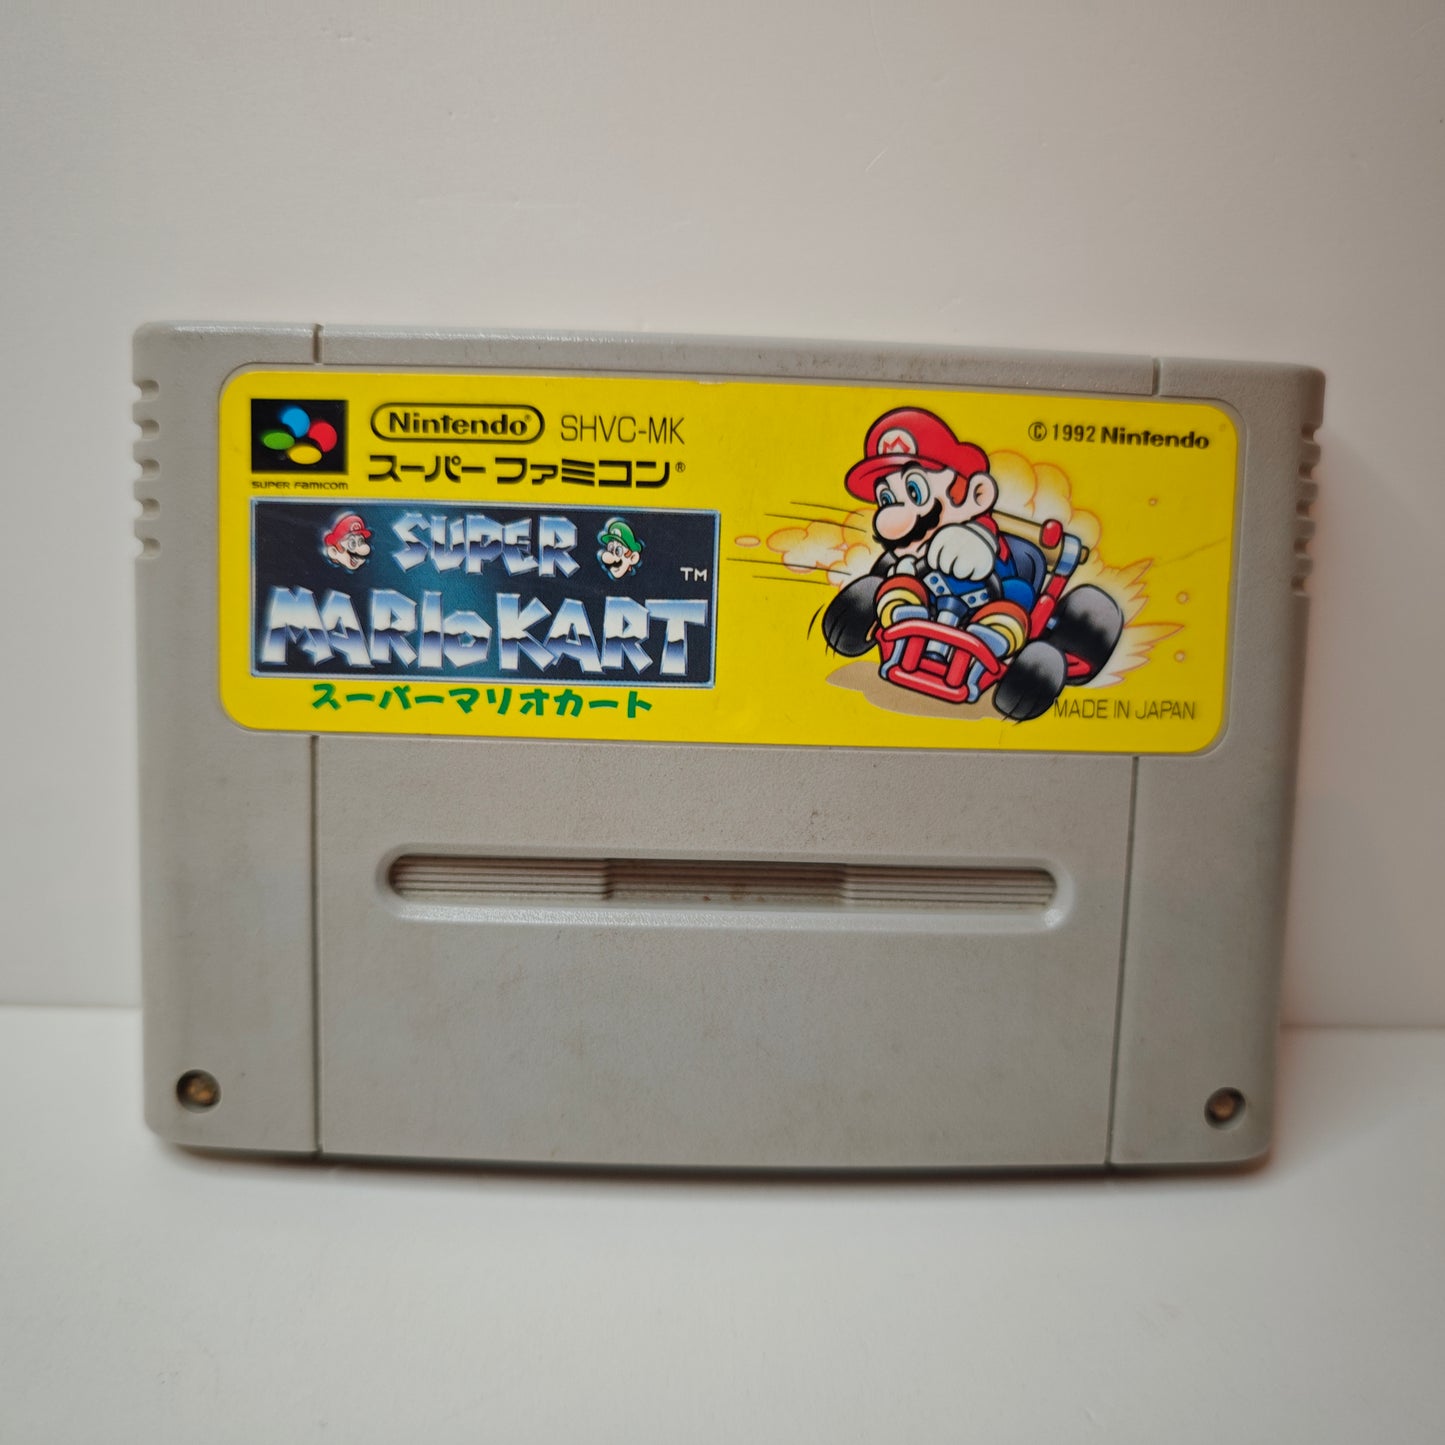 Nintendo® SHVC-MK
スーパーファミコン®
SUPER FAMICOM
© 1992 Nintendo
SUPER
MARIO KART ™
スーパーマリオカート
MADE IN JAPAN